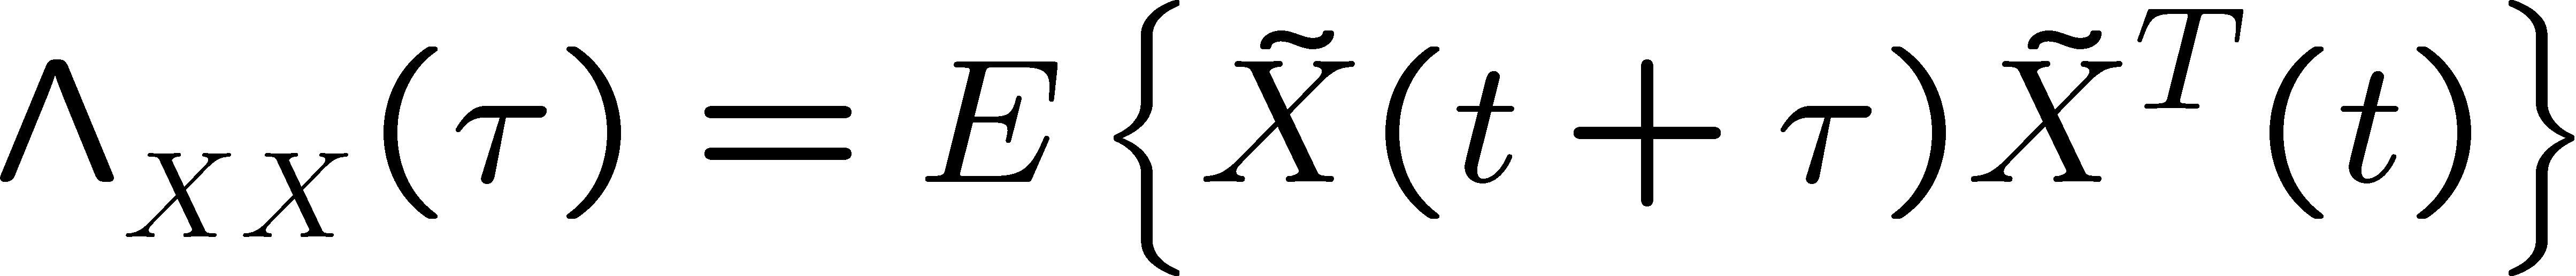 Λ_{XX}(τ) = E{X̃(t + τ)X̃^T(t)}